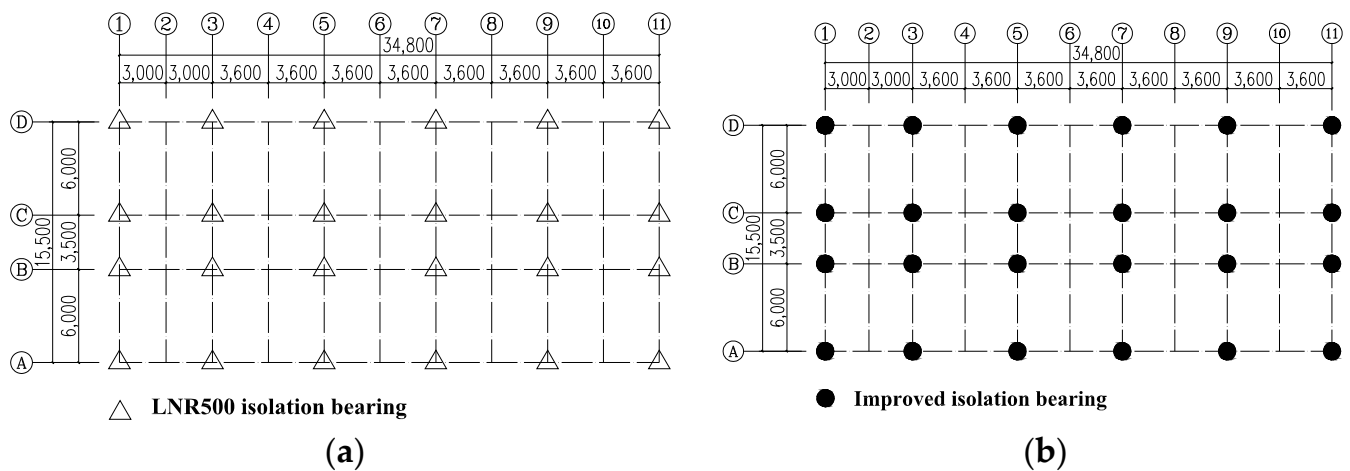 ① ② ③ ④ ⑤ ⑥ ⑦ ⑧ ⑨ ⑩ ⑪
34,800
3,000 3,000 3,600 3,600 3,600 3,600 3,600 3,600 3,600 3,600
Ⓓ
6,000
Ⓒ
15,500 3,500
Ⓑ
6,000
Ⓐ
LNR500 isolation bearing
(a)
① ② ③ ④ ⑤ ⑥ ⑦ ⑧ ⑨ ⑩ ⑪
34,800
3,000 3,000 3,600 3,600 3,600 3,600 3,600 3,600 3,600 3,600
Ⓓ
6,000
Ⓒ
15,500 3,500
Ⓑ
6,000
Ⓐ
Improved isolation bearing
(b)